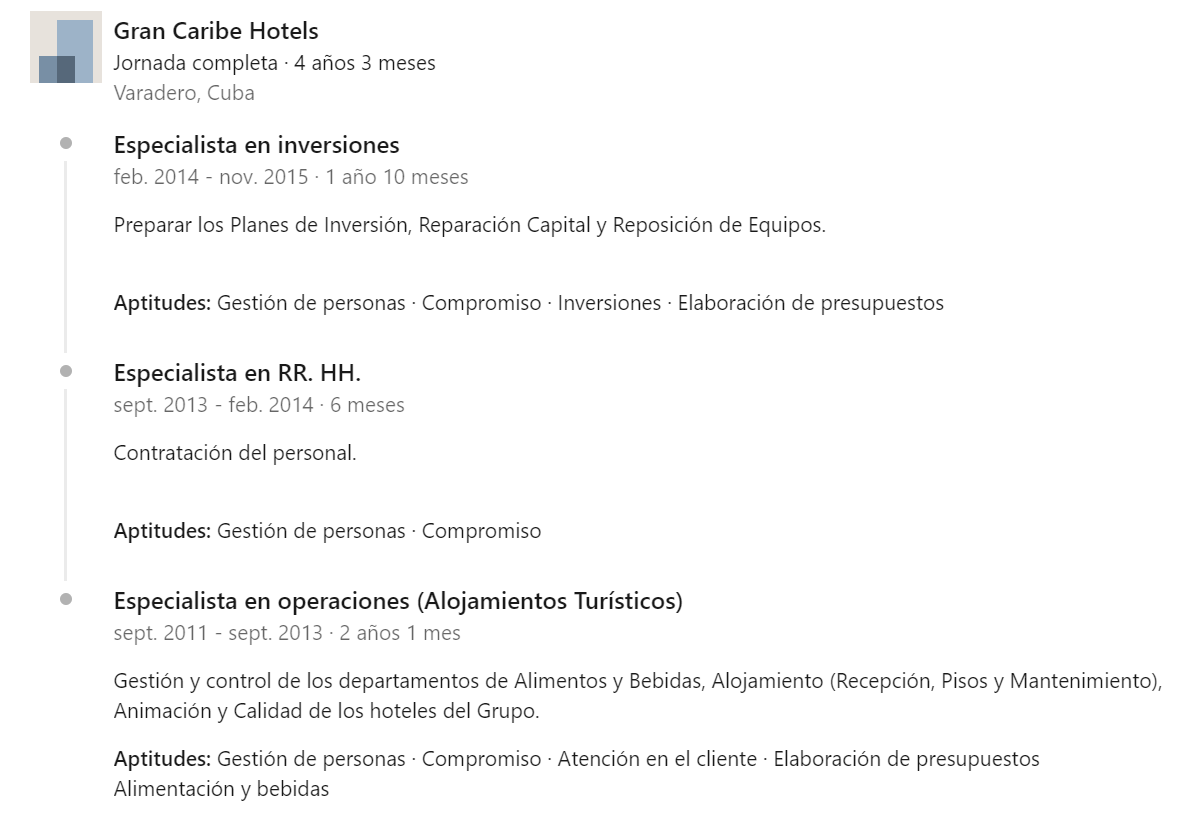 Gran Caribe Hotels
Jornada completa · 4 años 3 meses
Varadero, Cuba
Especialista en inversiones
feb. 2014 - nov. 2015 · 1 año 10 meses
Preparar los Planes de Inversión, Reparación Capital y Reposición de Equipos.
Aptitudes: Gestión de personas · Compromiso · Inversiones · Elaboración de presupuestos
Especialista en RR. HH.
sept. 2013 - feb. 2014 · 6 meses
Contratación del personal.
Aptitudes: Gestión de personas · Compromiso
Especialista en operaciones (Alojamientos Turísticos)
sept. 2011 - sept. 2013 · 2 años 1 mes
Gestión y control de los departamentos de Alimentos y Bebidas, Alojamiento (Recepción, Pisos y Mantenimiento),
Animación y Calidad de los hoteles del Grupo.
Aptitudes: Gestión de personas · Compromiso · Atención en el cliente · Elaboración de presupuestos
Alimentación y bebidas